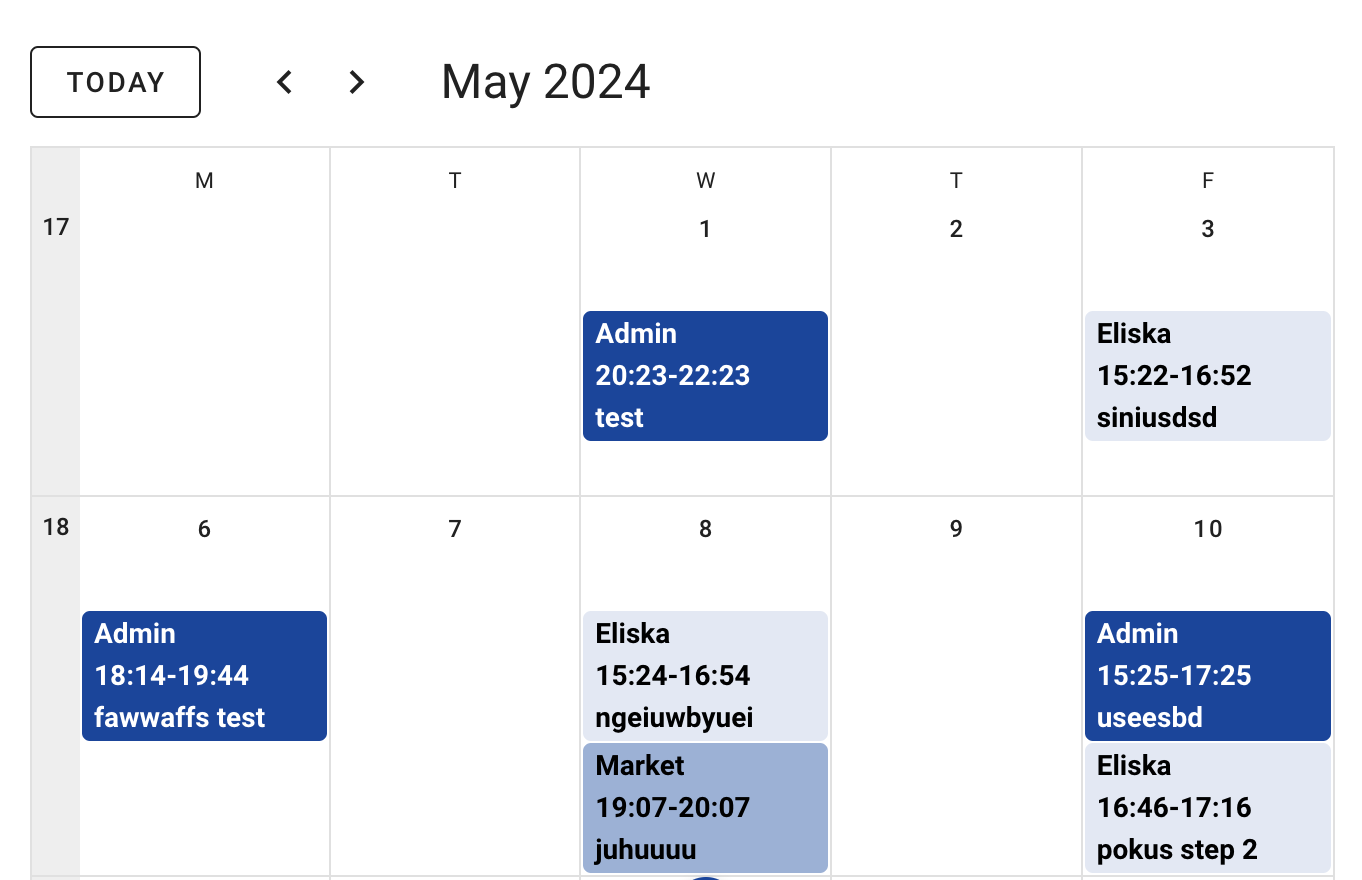 TODAY
May 2024
M T W T F
17 1 2 3
Admin
20:23-22:23
test
Eliska
15:22-16:52
siniusdsd
18 6 7 8 9 10
Admin
18:14-19:44
fawwaffs test
Eliska
15:24-16:54
ngeiuwbyuei
Market
19:07-20:07
juhuuuu
Admin
15:25-17:25
useesbd
Eliska
16:46-17:16
pokus step 2